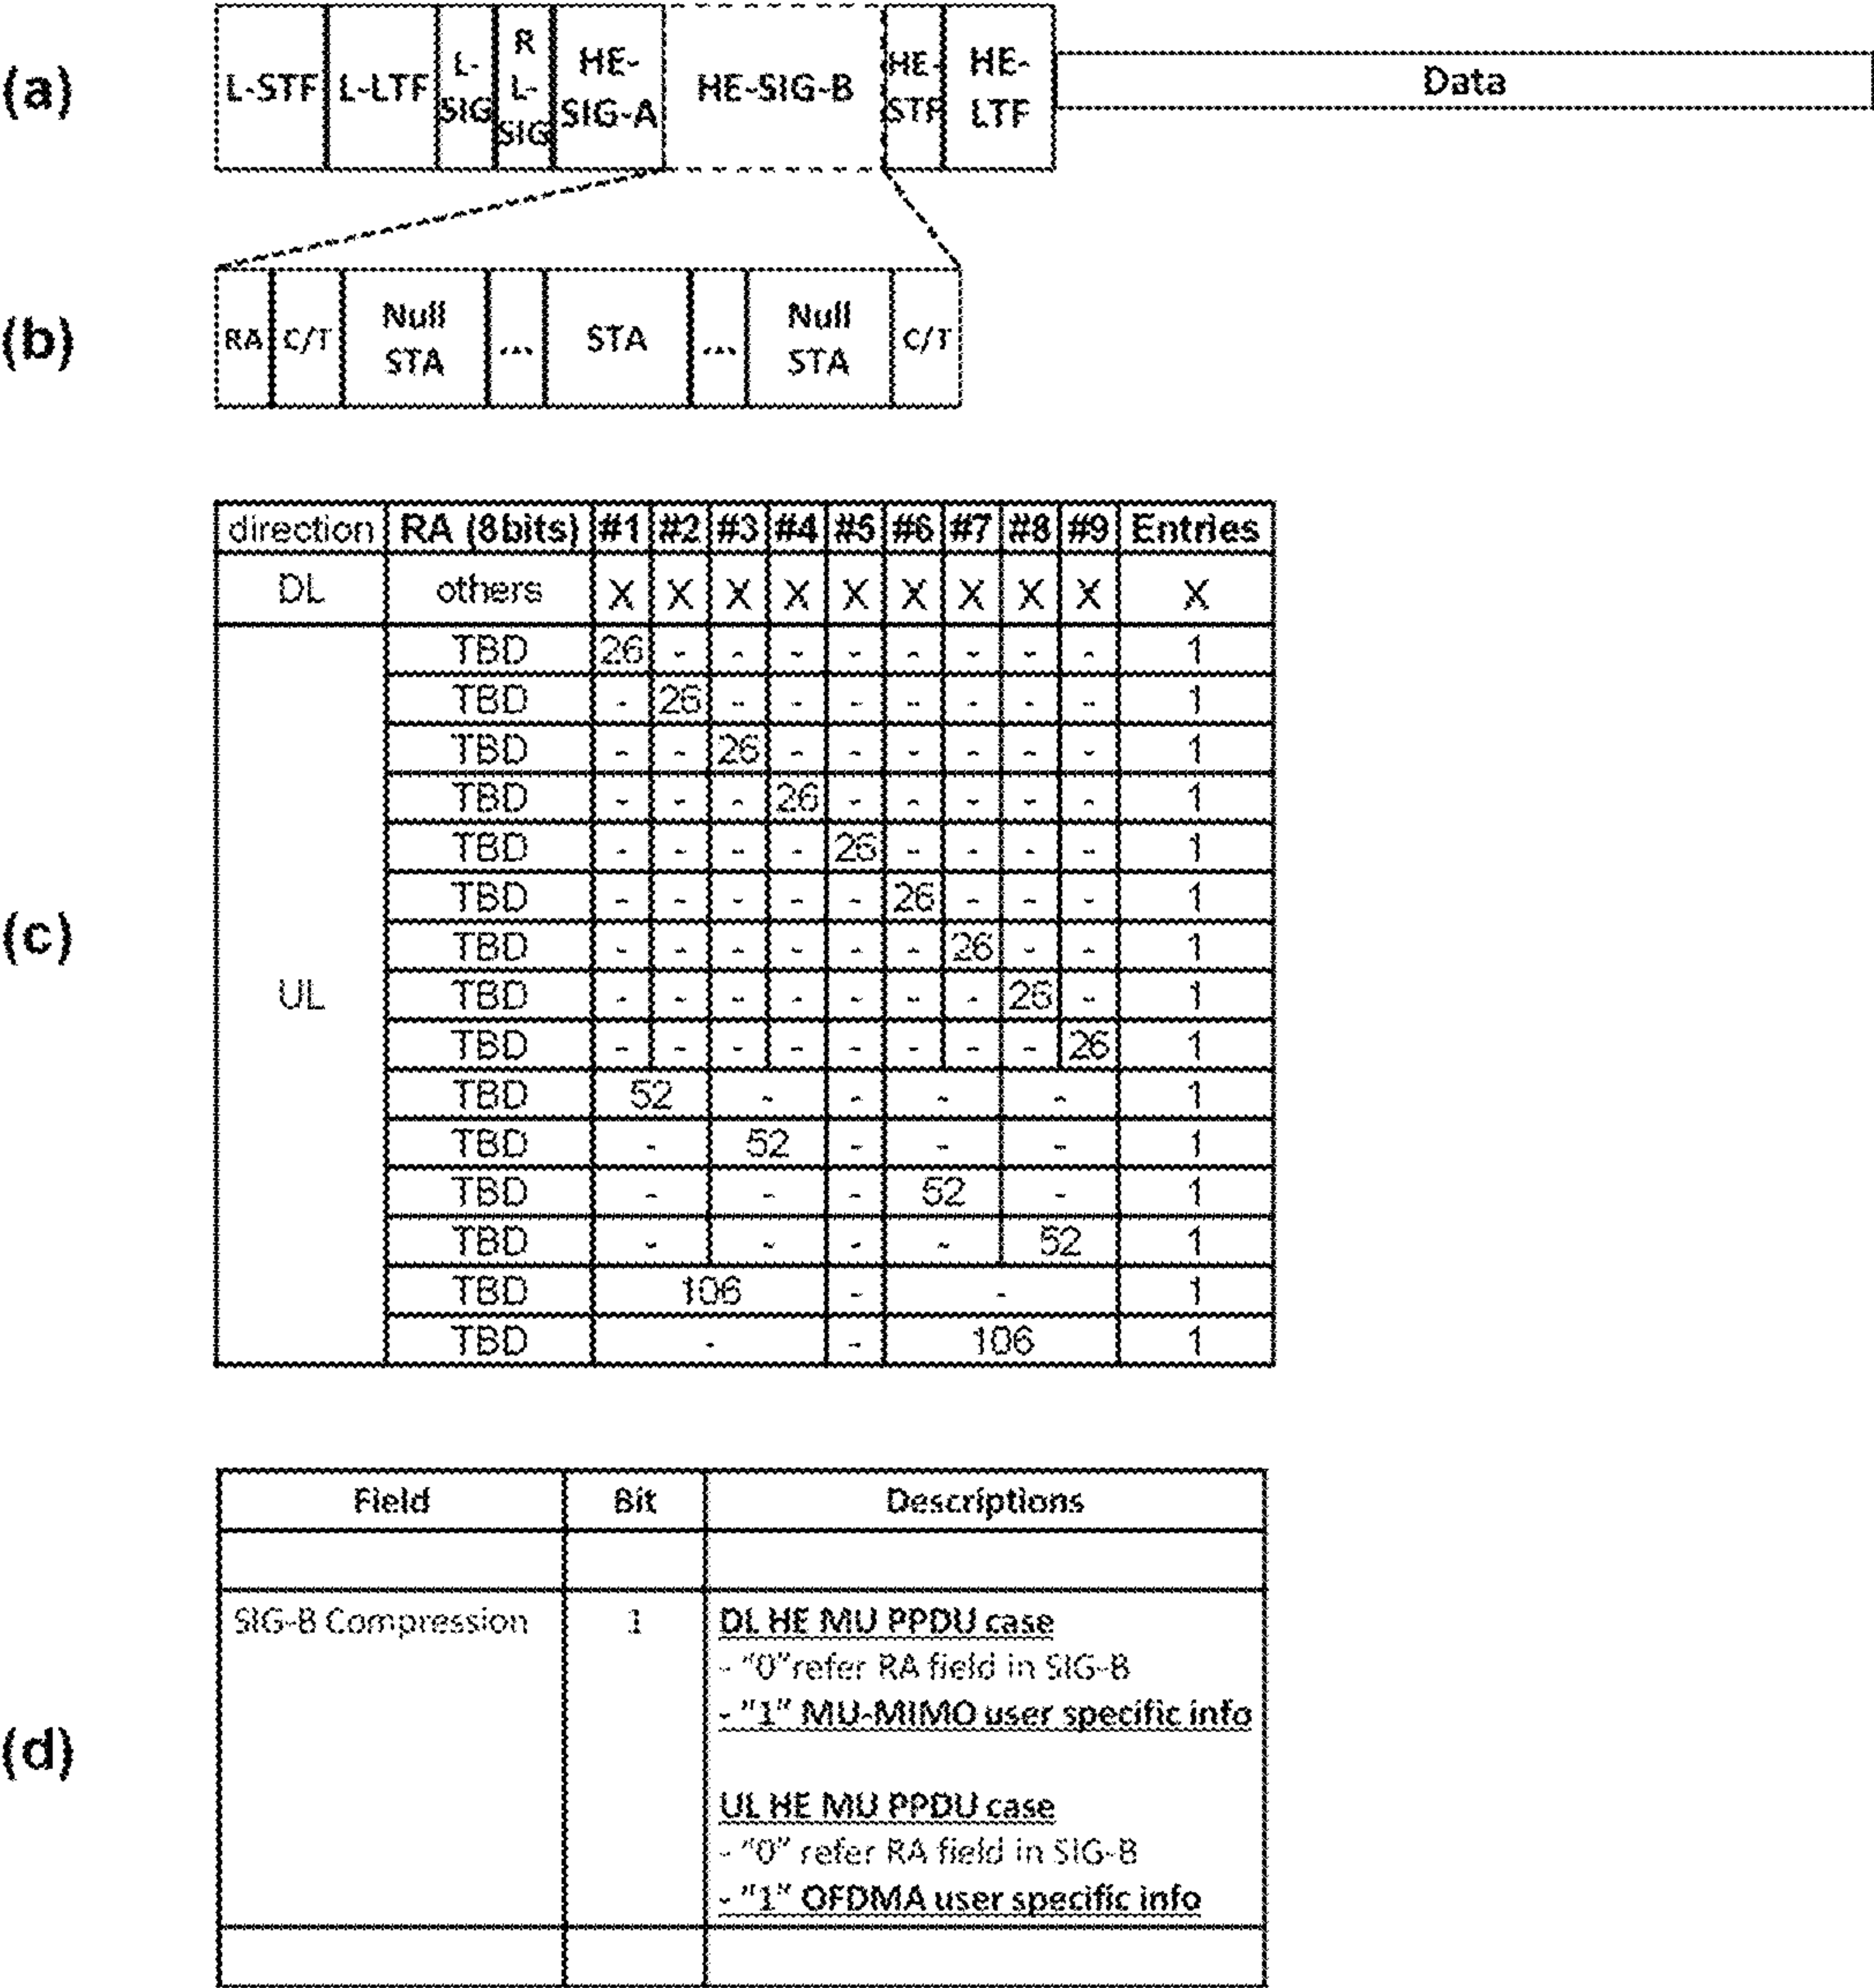 (a)
L-STF L-LTF L-SIG R L-SIG HE-SIG-A HE-SIG-B HE-STF HE-LTF Data
(b)
RA C/T Null STA ... STA ... Null STA C/T
(c)
direction RA (8bits) #1 #2 #3 #4 #5 #6 #7 #8 #9 Entries
DL others X X X X X X X X X X
UL
TBD 26 - - - - - - - - 1
TBD - 26 - - - - - - - 1
TBD - - 26 - - - - - - 1
TBD - - - 26 - - - - - 1
TBD - - - - 26 - - - - 1
TBD - - - - - 26 - - - 1
TBD - - - - - - 26 - - 1
TBD - - - - - - - 26 - 1
TBD - - - - - - - - 26 1
TBD 52 - - - - 1
TBD - 52 - - - 1
TBD - - - 52 - 1
TBD - - - - 52 1
TBD 106 - - 1
TBD - - 106 1
(d)
Field Bit Descriptions
SIG-B Compression 1 DL HE MU PPDU case
- "0"refer RA field in SIG-B
- "1" MU-MIMO user specific info
UL HE MU PPDU case
- "0" refer RA field in SIG-B
- "1" OFDMA user specific info